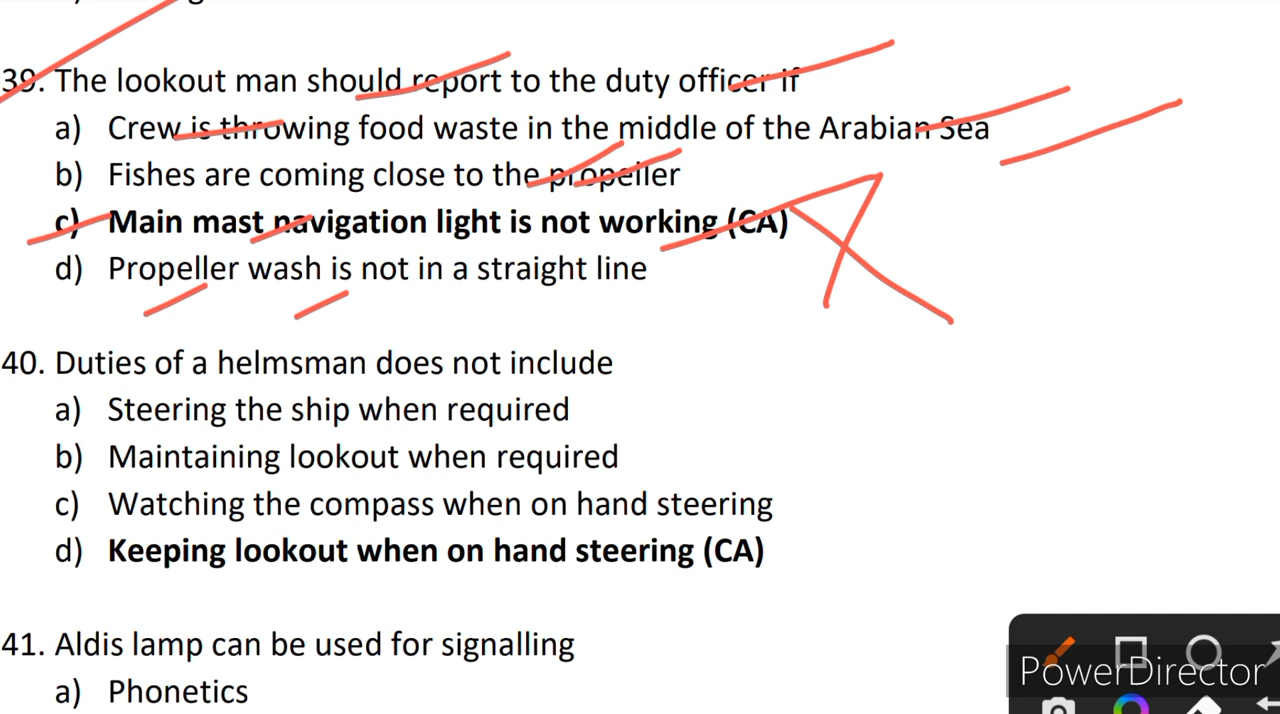 39. The lookout man should report to the duty officer if
a) Crew is throwing food waste in the middle of the Arabian Sea
b) Fishes are coming close to the propeller
c) Main mast navigation light is not working (CA)
d) Propeller wash is not in a straight line
40. Duties of a helmsman does not include
a) Steering the ship when required
b) Maintaining lookout when required
c) Watching the compass when on hand steering
d) Keeping lookout when on hand steering (CA)
41. Aldis lamp can be used for signalling
a) Phonetics
PowerDirector